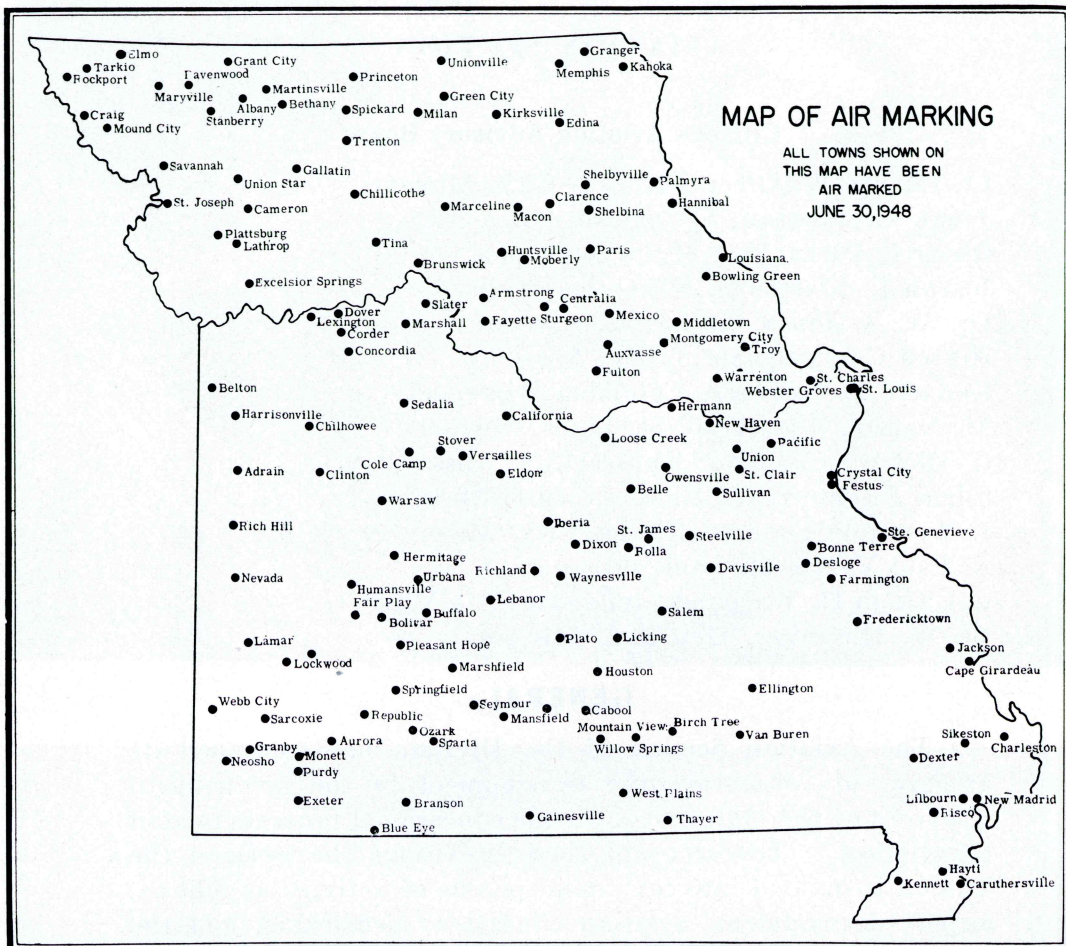 MAP OF AIR MARKING
ALL TOWNS SHOWN ON
THIS MAP HAVE BEEN
AIR MARKED
JUNE 30,1948
Elmo
Tarkio
Rockport
Grant City
Ravenwood
Maryville
Martinsville
Albany
Bethany
Stanberry
Princeton
Spickard
Unionville
Green City
Milan
Kirksville
Granger
Memphis
Kahoka
Edina
Craig
Mound City
Trenton
Savannah
Union Star
Gallatin
Chillicothe
St. Joseph
Cameron
Marceline
Macon
Clarence
Shelbyville
Shelbina
Palmyra
Hannibal
Plattsburg
Lathrop
Tina
Brunswick
Huntsville
Moberly
Paris
Louisiana
Bowling Green
Excelsior Springs
Dover
Lexington
Corder
Concordia
Slater
Marshall
Armstrong
Fayette
Sturgeon
Centralia
Mexico
Middletown
Montgomery City
Auxvasse
Troy
Fulton
Warrenton
St. Charles
Webster Groves
St. Louis
Belton
Harrisonville
Chilhowee
Sedalia
California
Hermann
New Haven
Loose Creek
Pacific
Union
Stover
Cole Camp
Versailles
Eldon
Owensville
St. Clair
Crystal City
Festus
Adrain
Clinton
Warsaw
Belle
Sullivan
Rich Hill
Iberia
St. James
Dixon
Rolla
Steelville
Ste. Genevieve
Bonne Terre
Hermitage
Desloge
Nevada
Humansville
Urbana
Richland
Waynesville
Davisville
Farmington
Fair Play
Bolivar
Buffalo
Lebanon
Salem
Fredericktown
Lamar
Lockwood
Pleasant Hope
Plato
Licking
Jackson
Cape Girardeau
Marshfield
Houston
Springfield
Ellington
Webb City
Sarcoxie
Republic
Seymour
Mansfield
Cabool
Mountain View
Birch Tree
Willow Springs
Van Buren
Sikeston
Charleston
Dexter
Ozark
Sparta
Aurora
Granby
Neosho
Monett
Purdy
Exeter
Branson
Blue Eye
Gainesville
West Plains
Thayer
Lilbourn
New Madrid
Risco
Hayti
Kennett
Caruthersville